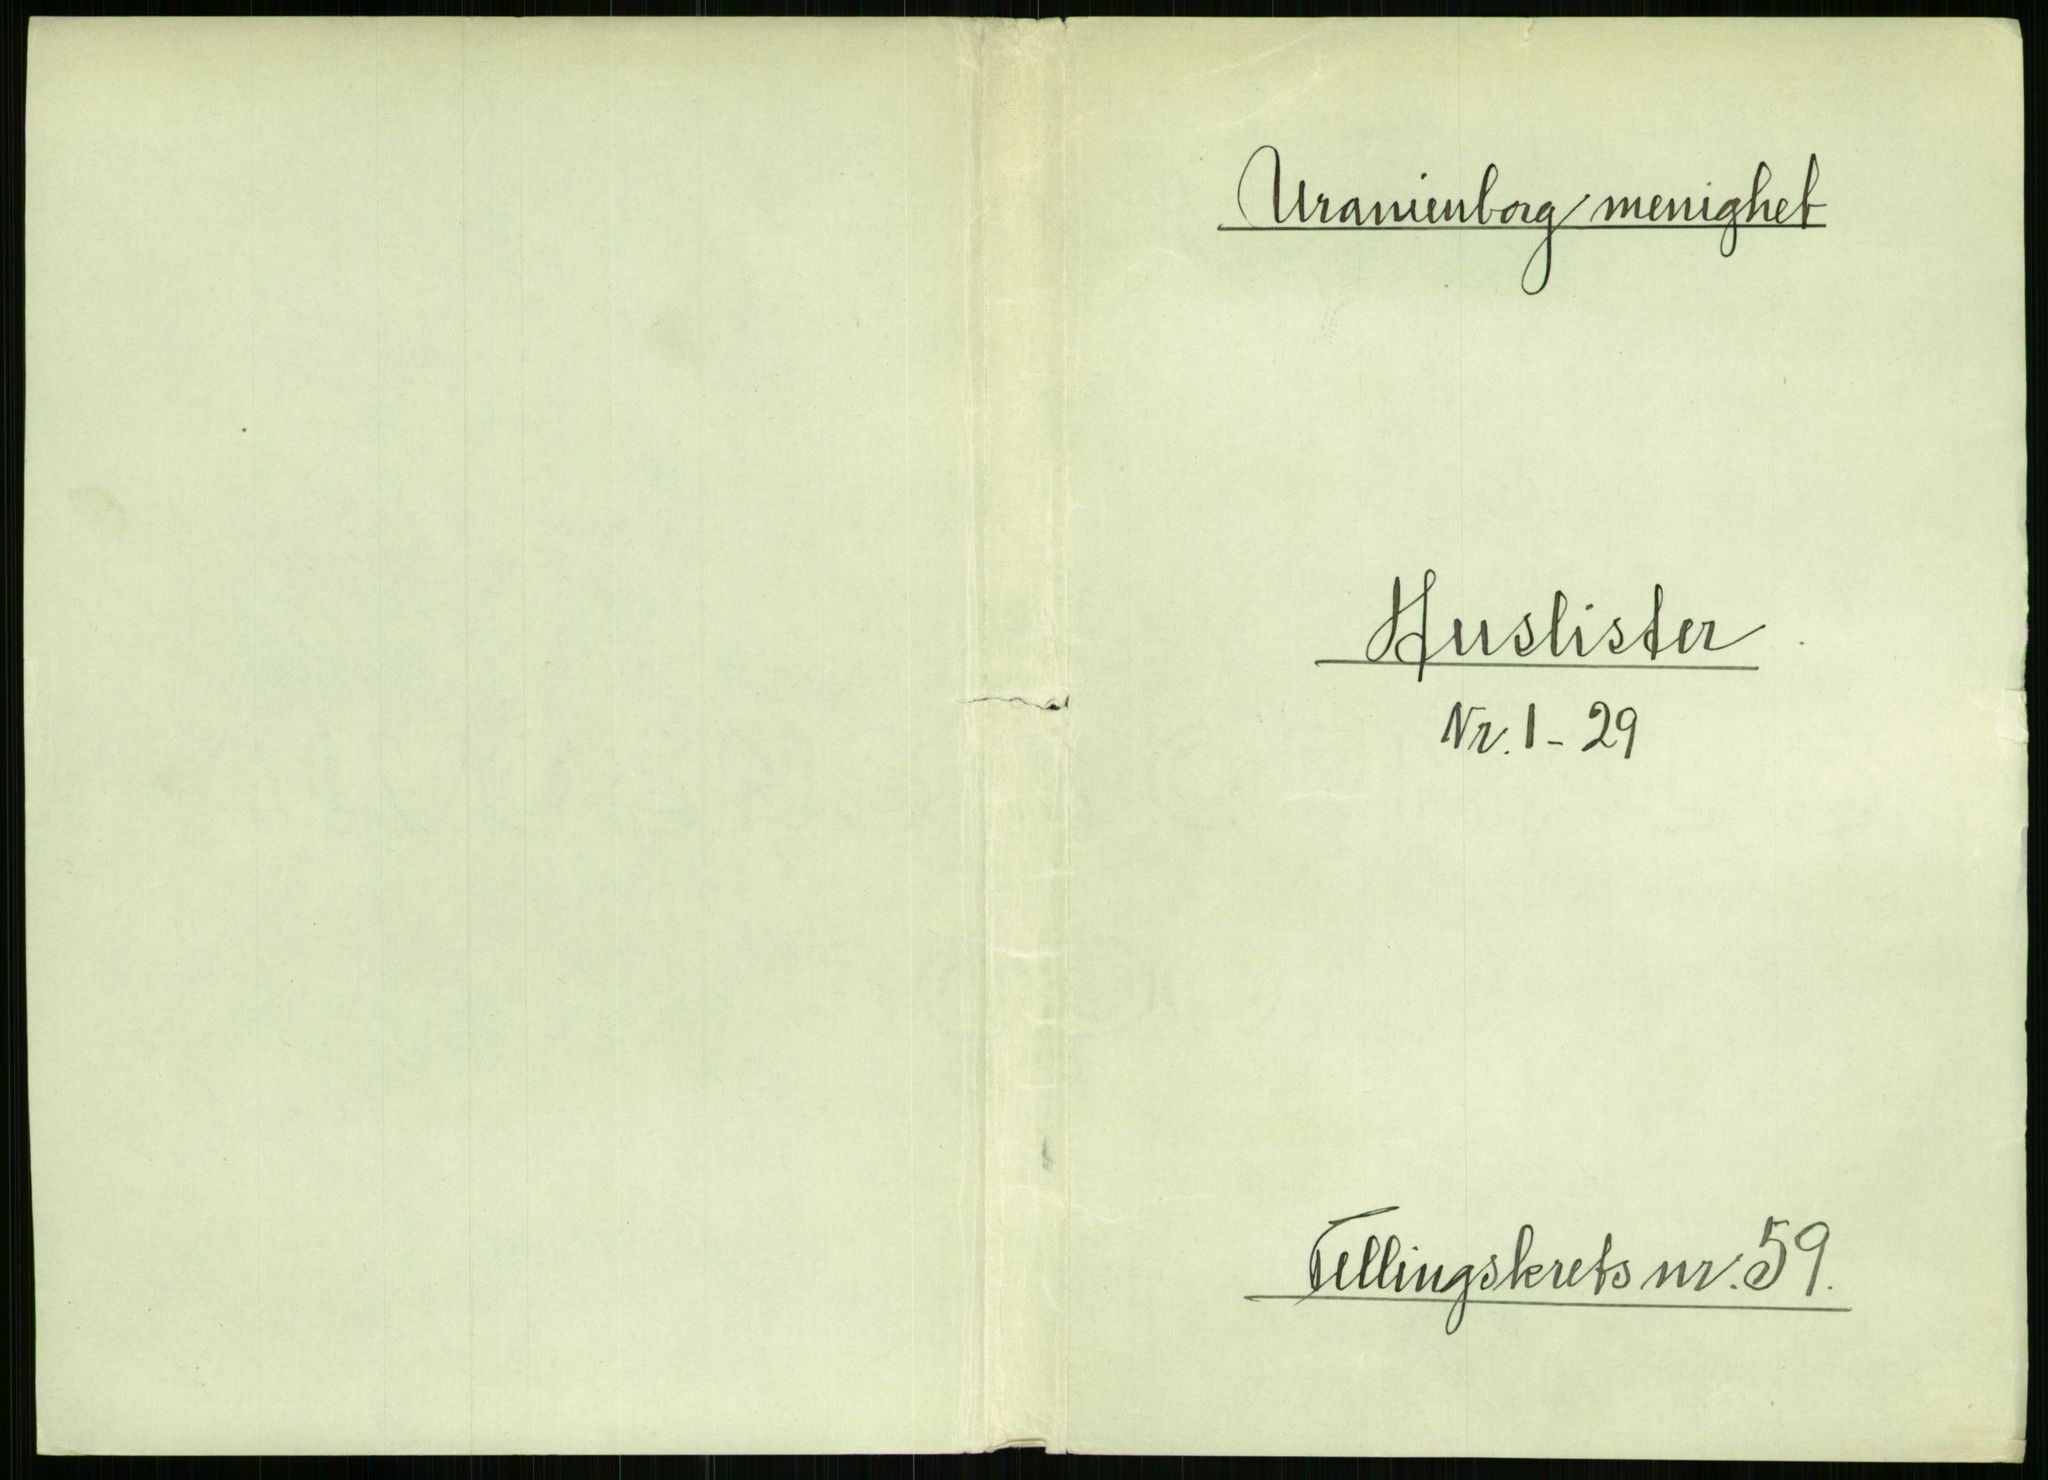 Uranienborg menighet
Huslister
Nr. 1 - 29
Tellingskrets nr. 59.